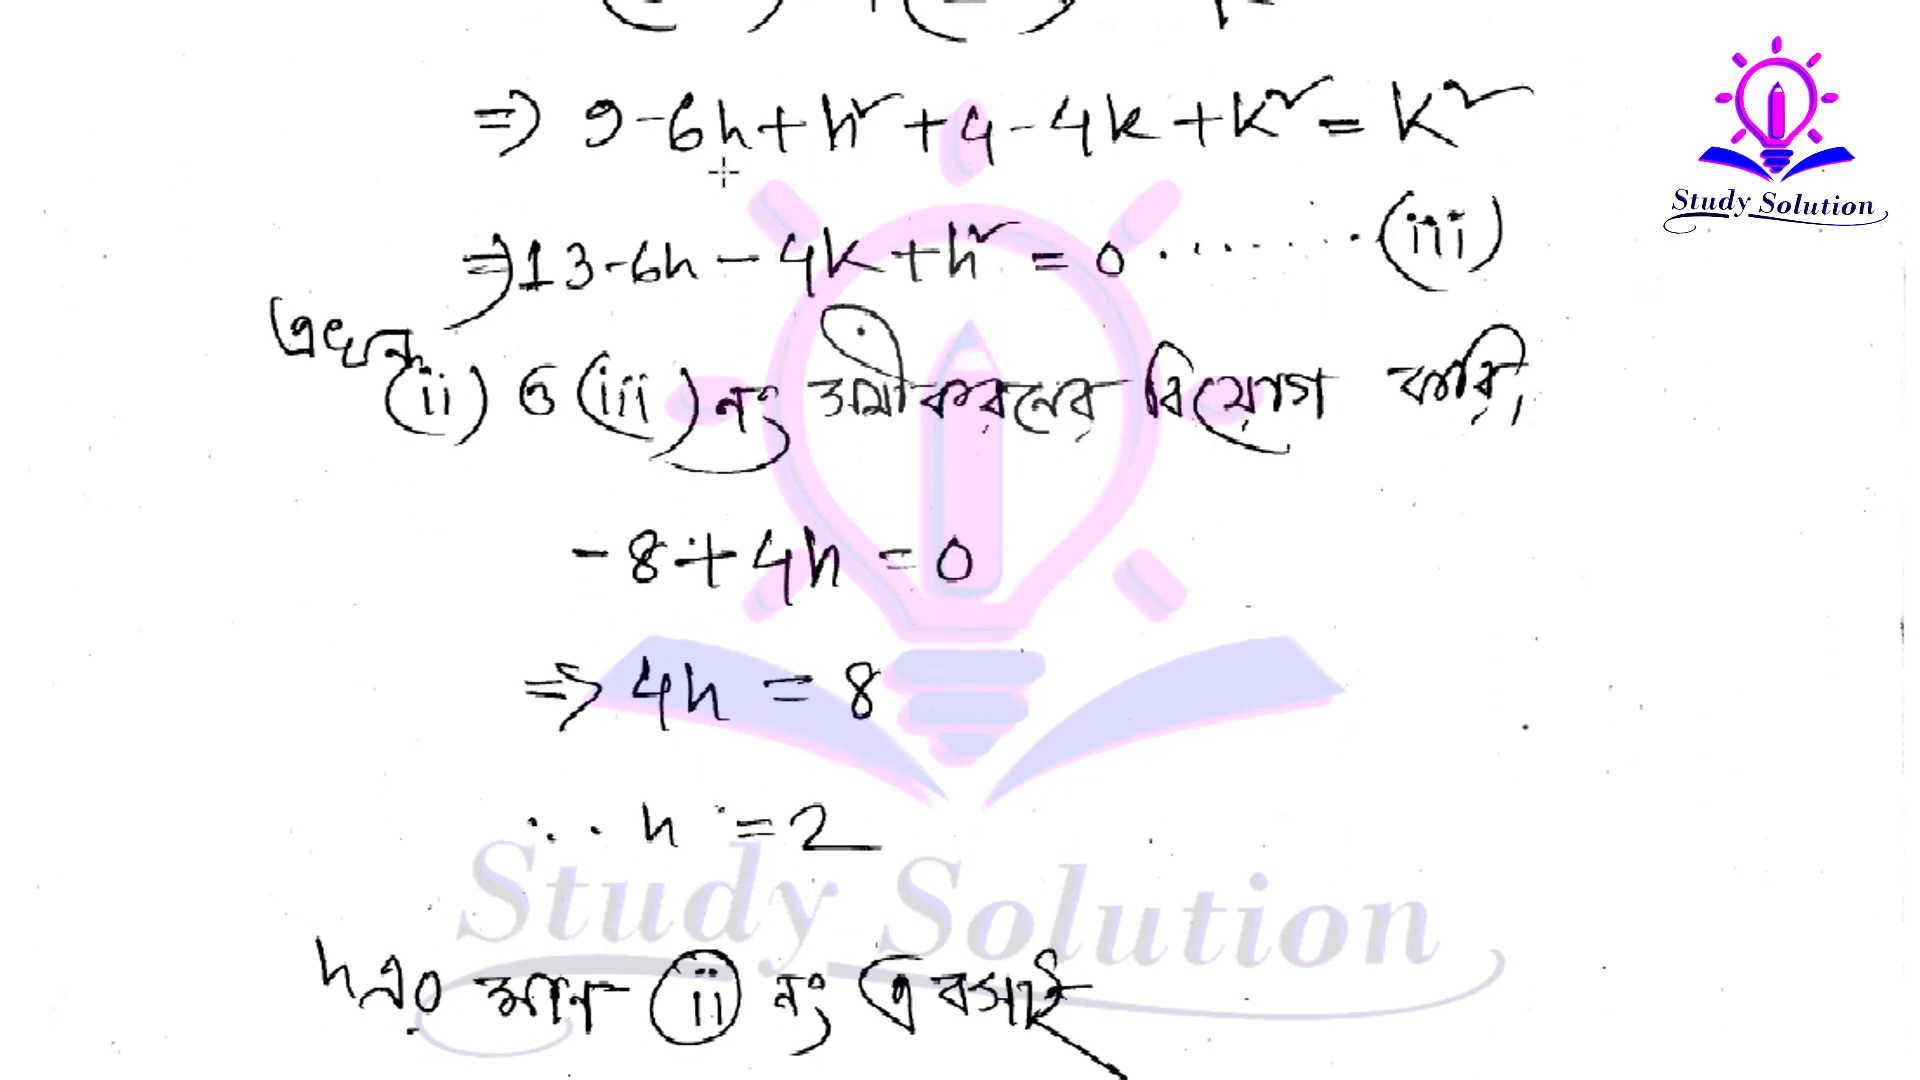 ⇒ 9-6h+h²+4-4k+k² = k²
Study Solution
⇒13-6h-4k+h² = 0 ........(iii)
এখন
(ii) ও (iii) নং সমীকরনের বিয়োগ করি,
-8+4h = 0
⇒ 4h = 8
∴ h = 2
Study Solution
h এর মান (ii) নং এ বসাই